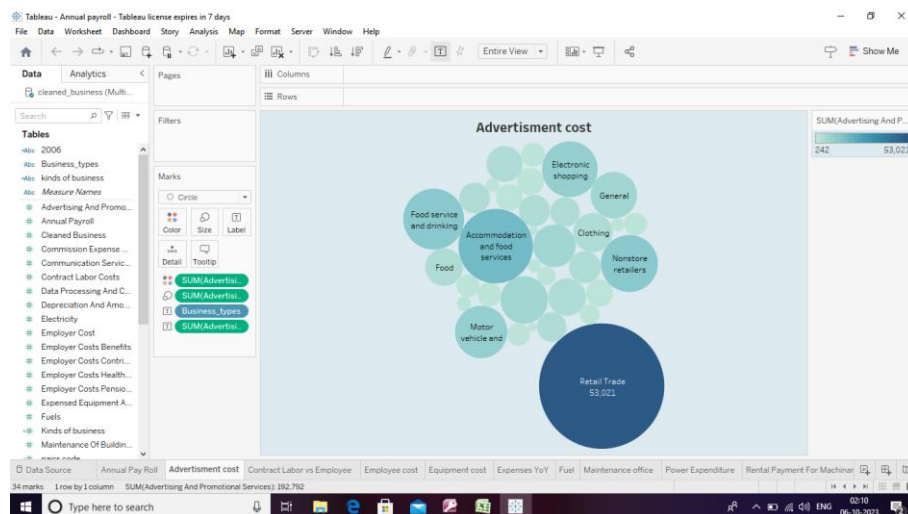 Tableau - Annual payroll - Tableau license expires in 7 days
File Data Worksheet Dashboard Story Analysis Map Format Server Window Help
Entire View
Show Me
Data Analytics
cleaned_business (Multi...
Search
Tables
Abc 2006
Abc Business_types
Abc kinds of business
Abc Measure Names
# Advertising And Promo...
# Annual Payroll
# Cleaned Business
# Commission Expense ...
# Communication Servic...
# Contract Labor Costs
# Data Processing And C...
# Depreciation And Amo...
# Electricity
# Employer Cost
# Employer Costs Benefits
# Employer Costs Contri...
# Employer Costs Health...
# Employer Costs Pensio...
# Expensed Equipment A...
# Fuels
# Kinds of business
# Maintenance Of Buildin...
# naics code
Pages
Filters
Marks
Circle
Color Size Label
Detail Tooltip
SUM(Advertisi..
SUM(Advertisi..
Business_types
SUM(Advertisi..
Columns
Rows
Advertisment cost
Electronic
shopping
General
Food service
and drinking
Accommodation
and food
services
Clothing
Food
Nonstore
retailers
Motor
vehicle and
Retail Trade
53,021
SUM(Advertising And P...
242 53,021
Data Source Annual Pay Roll Advertisment cost Contract Labor vs Employee Employee cost Equipment cost Expenses YoY Fuel Maintenance office Power Expenditure Rental Payment For Machinar
34 marks 1 row by 1 column SUM(Advertising And Promotional Services): 192,792
Type here to search
ENG
02:10
06-10-2023